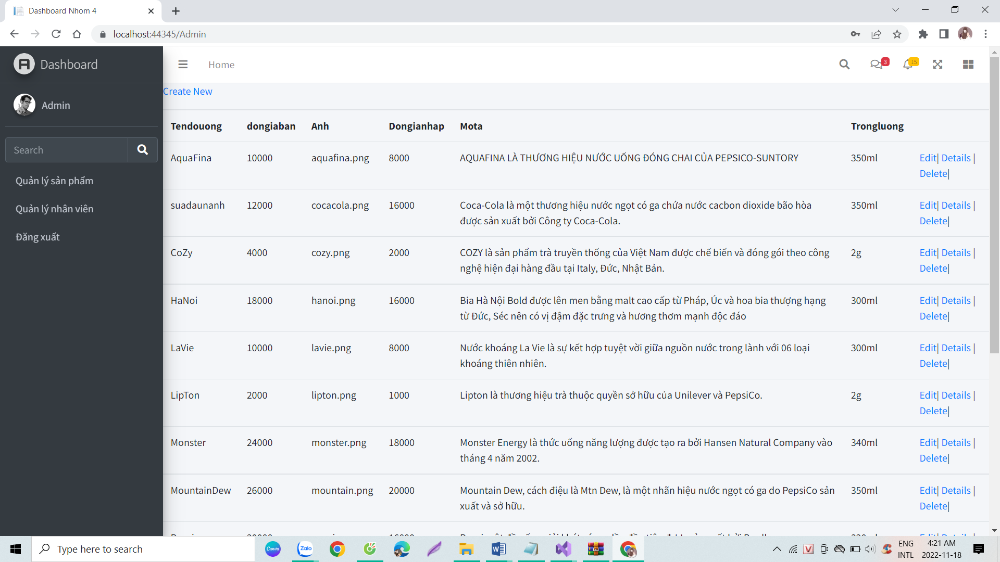 Dashboard Nhom 4
localhost:44345/Admin
Dashboard
Home
3
15
Admin
Create New
Search
Quản lý sản phẩm
Quản lý nhân viên
Đăng xuất
Tendouong dongiaban Anh Dongianhap Mota Trongluong
AquaFina 10000 aquafina.png 8000 AQUAFINA LÀ THƯƠNG HIỆU NƯỚC UỐNG ĐÓNG CHAI CỦA PEPSICO-SUNTORY 350ml Edit| Details |
Delete|
suadaunanh 12000 cocacola.png 16000 Coca-Cola là một thương hiệu nước ngọt có ga chứa nước cacbon dioxide bão hòa 350ml Edit| Details |
được sản xuất bởi Công ty Coca-Cola. Delete|
CoZy 4000 cozy.png 2000 COZY là sản phẩm trà truyền thống của Việt Nam được chế biến và đóng gói theo công 2g Edit| Details |
nghệ hiện đại hàng đầu tại Italy, Đức, Nhật Bản. Delete|
HaNoi 18000 hanoi.png 16000 Bia Hà Nội Bold được lên men bằng malt cao cấp từ Pháp, Úc và hoa bia thượng hạng 300ml Edit| Details |
từ Đức, Séc nên có vị đậm đặc trưng và hương thơm mạnh độc đáo Delete|
LaVie 10000 lavie.png 8000 Nước khoáng La Vie là sự kết hợp tuyệt vời giữa nguồn nước trong lành với 06 loại 300ml Edit| Details |
khoáng thiên nhiên. Delete|
LipTon 2000 lipton.png 1000 Lipton là thương hiệu trà thuộc quyền sở hữu của Unilever và PepsiCo. 2g Edit| Details |
Delete|
Monster 24000 monster.png 18000 Monster Energy là thức uống năng lượng được tạo ra bởi Hansen Natural Company vào 340ml Edit| Details |
tháng 4 năm 2002. Delete|
MountainDew 26000 mountain.png 20000 Mountain Dew, cách điệu là Mtn Dew, là một nhãn hiệu nước ngọt có ga do PepsiCo sản 350ml Edit| Details |
xuất và sở hữu. Delete|
Type here to search
Canva
Zalo
ENG
INTL
4:21 AM
2022-11-18